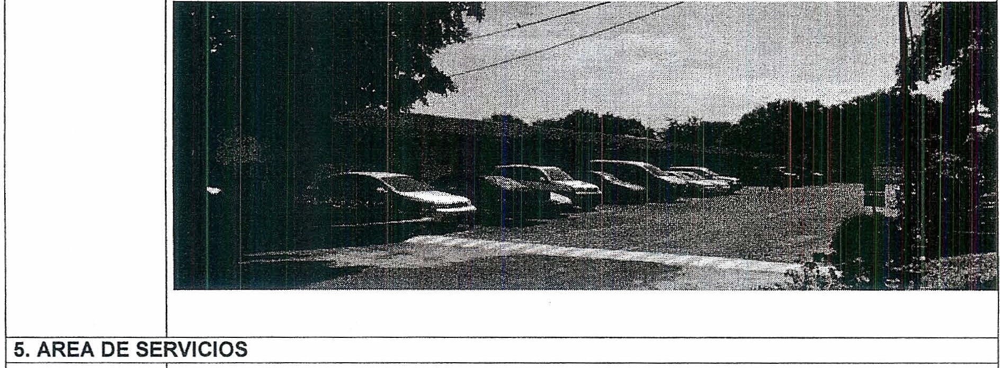 5. AREA DE SERVICIOS